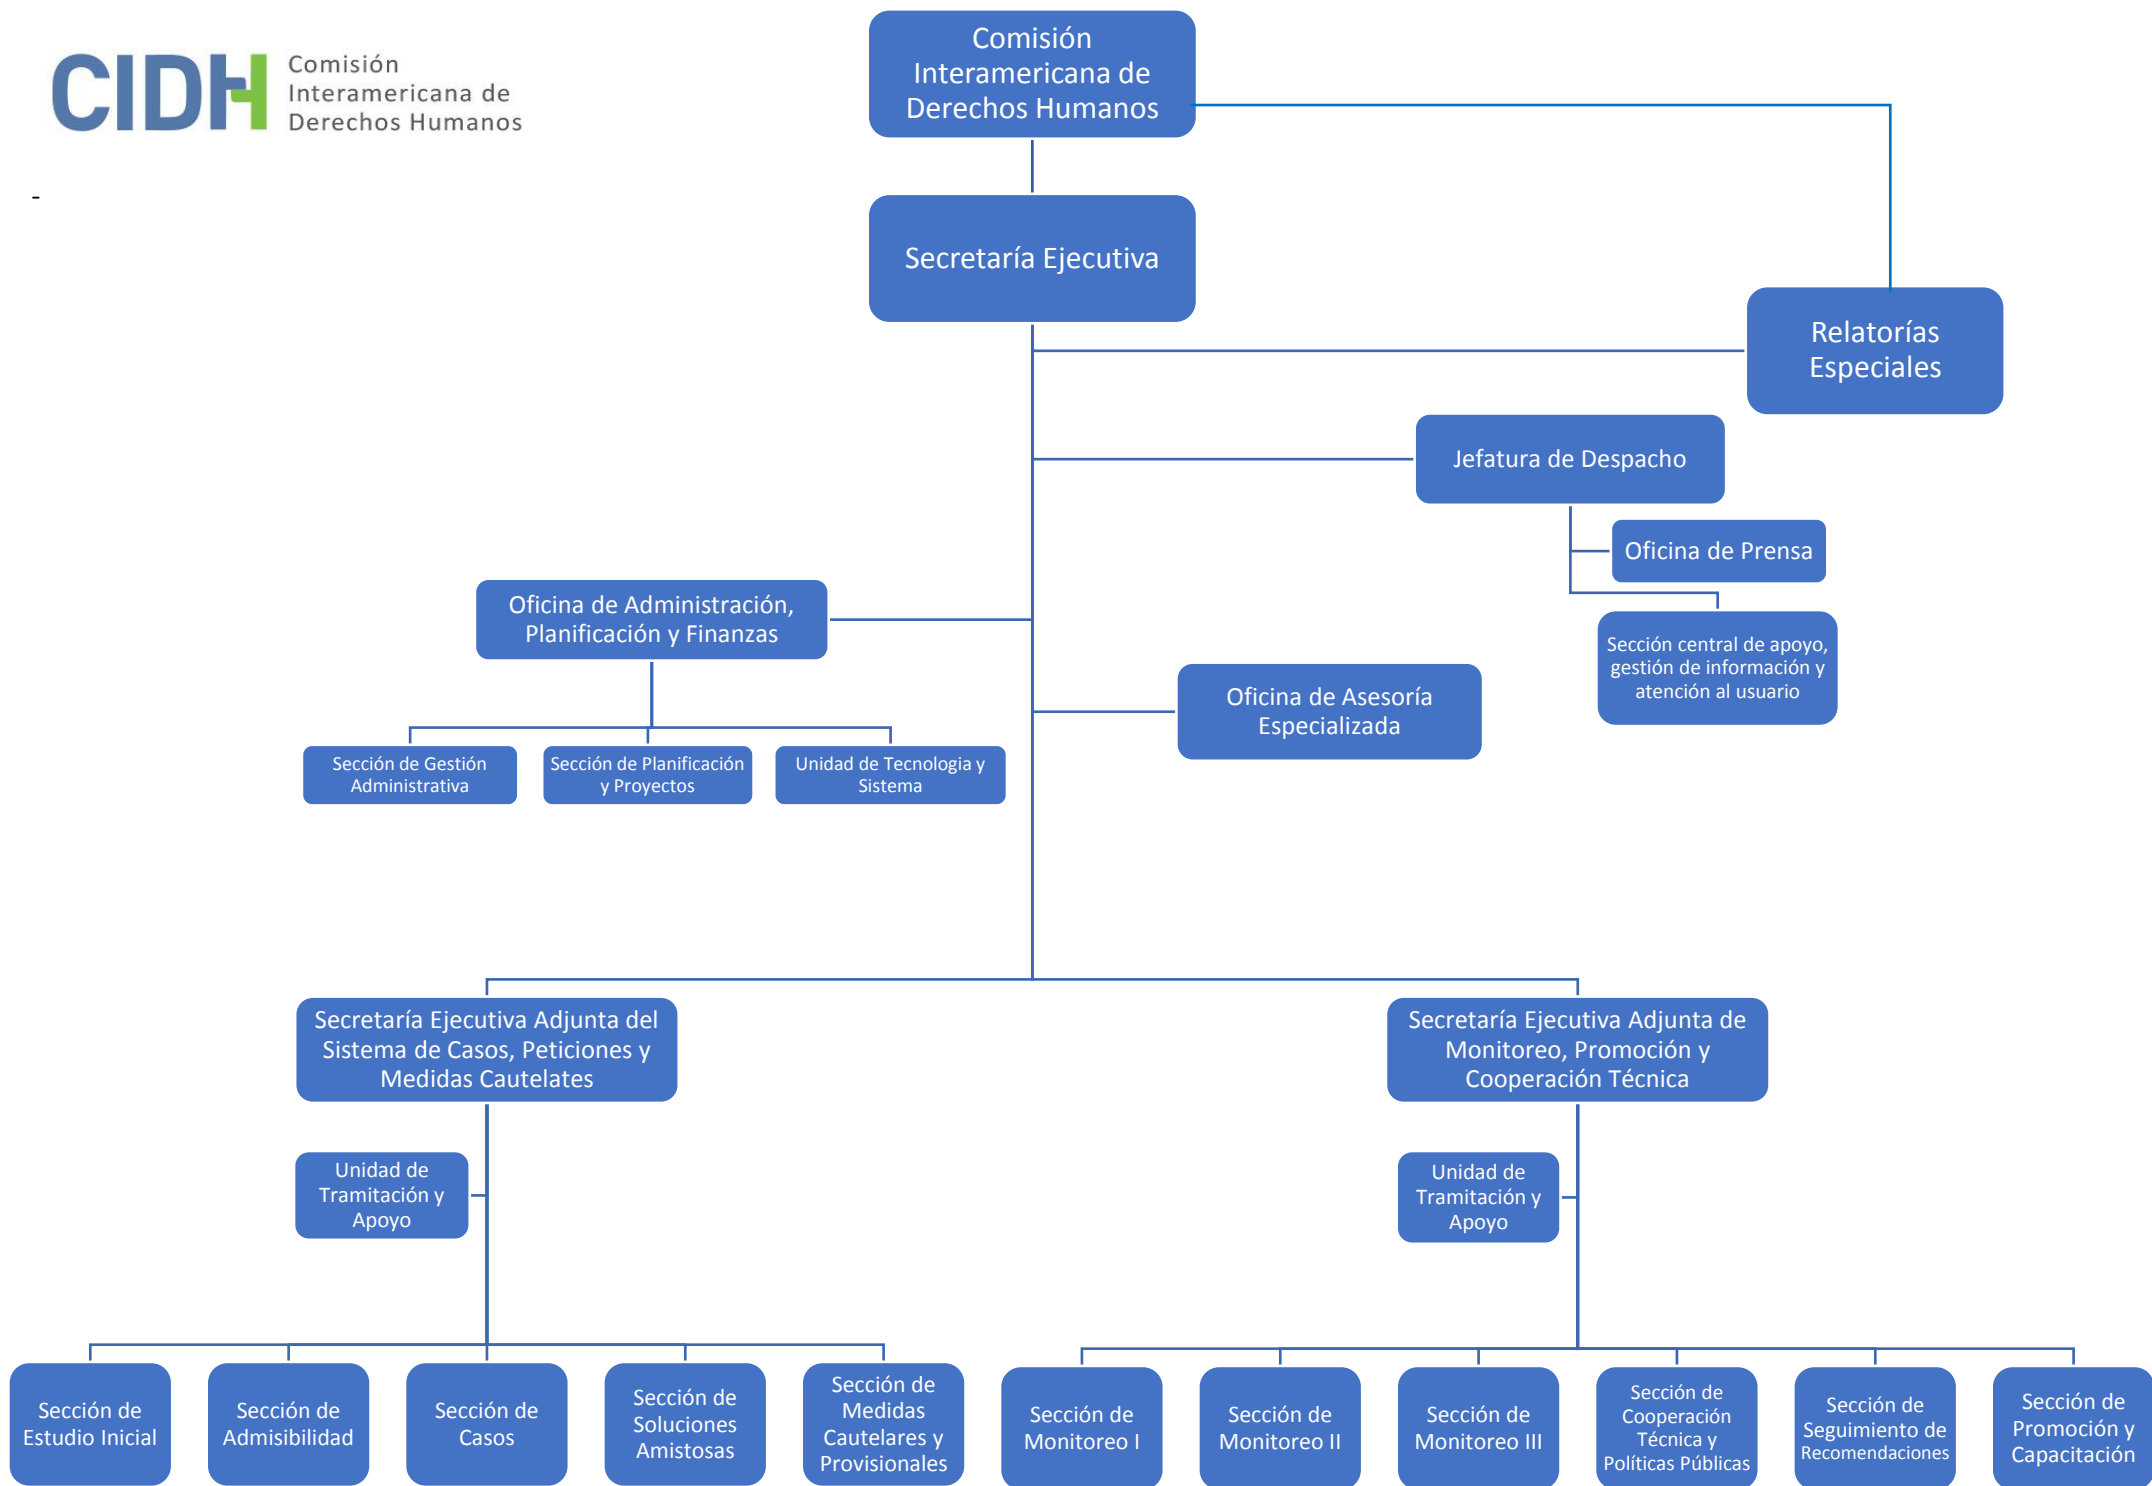 CIDH
Comisión
Interamericana de
Derechos Humanos
-
Comisión
Interamericana de
Derechos Humanos
Secretaría Ejecutiva
Relatorías
Especiales
Jefatura de Despacho
Oficina de Prensa
Sección central de apoyo,
gestión de información y
atención al usuario
Oficina de Administración,
Planificación y Finanzas
Sección de Gestión
Administrativa
Sección de Planificación
y Proyectos
Unidad de Tecnologia y
Sistema
Oficina de Asesoría
Especializada
Secretaría Ejecutiva Adjunta del
Sistema de Casos, Peticiones y
Medidas Cautelates
Unidad de
Tramitación y
Apoyo
Sección de
Estudio Inicial
Sección de
Admisibilidad
Sección de
Casos
Sección de
Soluciones
Amistosas
Sección de
Medidas
Cautelares y
Provisionales
Secretaría Ejecutiva Adjunta de
Monitoreo, Promoción y
Cooperación Técnica
Unidad de
Tramitación y
Apoyo
Sección de
Monitoreo I
Sección de
Monitoreo II
Sección de
Monitoreo III
Sección de
Cooperación
Técnica y
Políticas Públicas
Sección de
Seguimiento de
Recomendaciones
Sección de
Promoción y
Capacitación